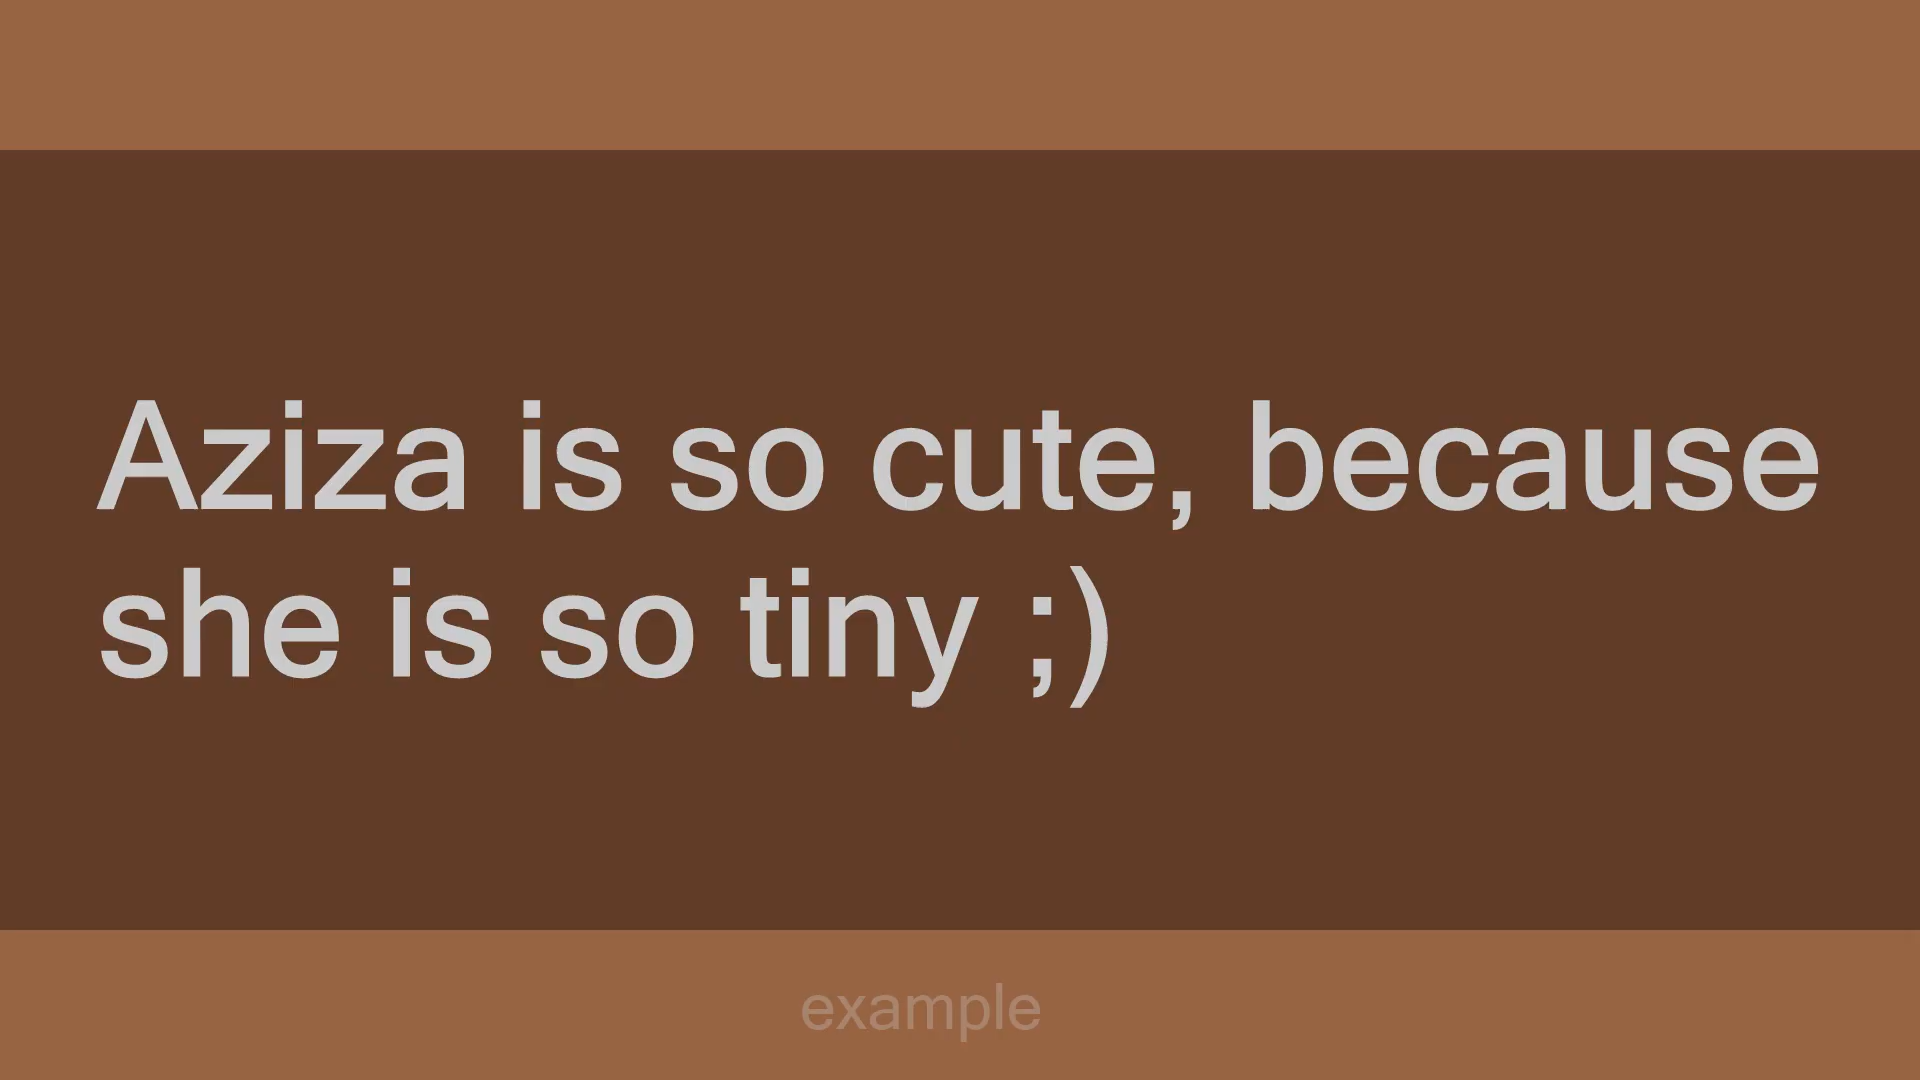 Aziza is so cute, because
she is so tiny ;)
example